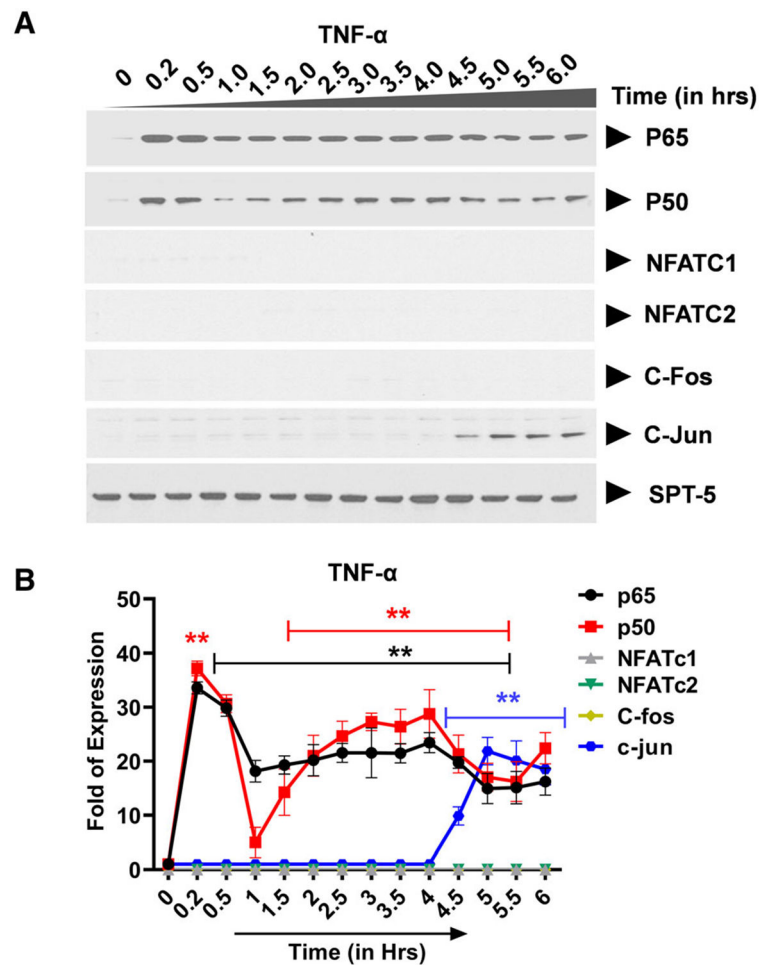 A
TNF-α
0 0.2 0.5 1.0 1.5 2.0 2.5 3.0 3.5 4.0 4.5 5.0 5.5 6.0
Time (in hrs)
P65
P50
NFATC1
NFATC2
C-Fos
C-Jun
SPT-5
B
TNF-α
50
40
30
20
10
0
Fold of Expression
**
**
**
**
0 0.2 0.5 1 1.5 2 2.5 3 3.5 4 4.5 5 5.5 6
Time (in Hrs)
p65
p50
NFATc1
NFATc2
C-fos
c-jun